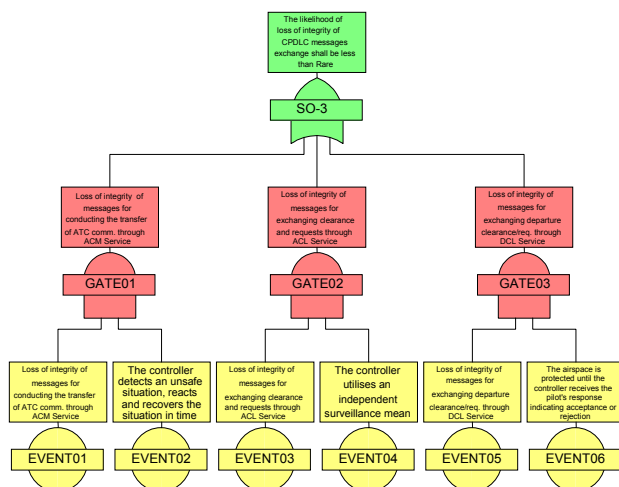 The likelihood of
loss of integrity of
CPDLC messages
exchange shall be less
than Rare
SO-3
Loss of integrity of
messages for
conducting the transfer
of ATC comm. through
ACM Service
Loss of integrity of
messages for
exchanging clearance
and requests through
ACL Service
Loss of integrity of
messages for
exchanging departure
clearance/req. through
DCL Service
GATE01
GATE02
GATE03
Loss of integrity of
messages for
conducting the transfer
of ATC comm. through
ACM Service
The controller
detects an unsafe
situation, reacts
and recovers the
situation in time
Loss of integrity of
messages for
exchanging clearance
and requests through
ACL Service
The controller
utilises an
independent
surveillance mean
Loss of integrity of
messages for
exchanging departure
clearance/req. through
DCL Service
The airspace is
protected until the
controller receives the
pilot's response
indicating acceptance or
rejection
EVENT01
EVENT02
EVENT03
EVENT04
EVENT05
EVENT06